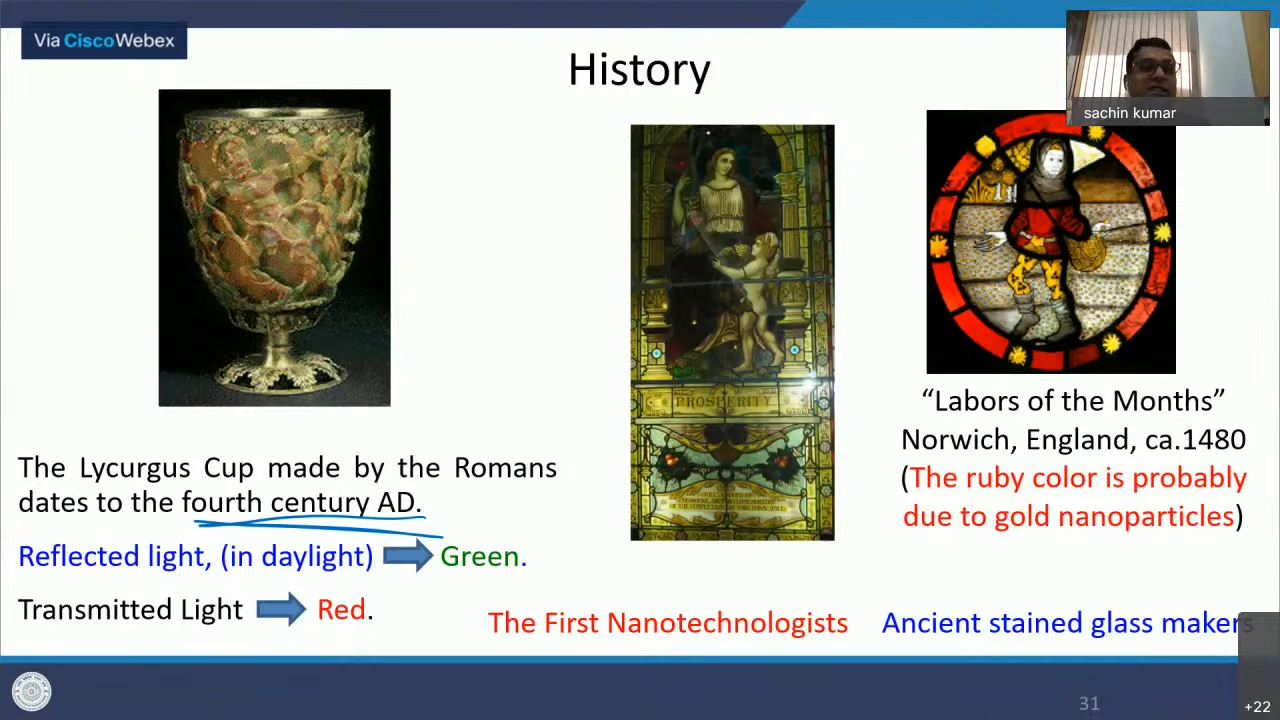 Via CiscoWebex
History
sachin kumar
PROSPERITY
"Labors of the Months"
Norwich, England, ca.1480
(The ruby color is probably
due to gold nanoparticles)
The Lycurgus Cup made by the Romans
dates to the fourth century AD.
Reflected light, (in daylight) Green.
Transmitted Light Red.
The First Nanotechnologists
Ancient stained glass makers
31
+22